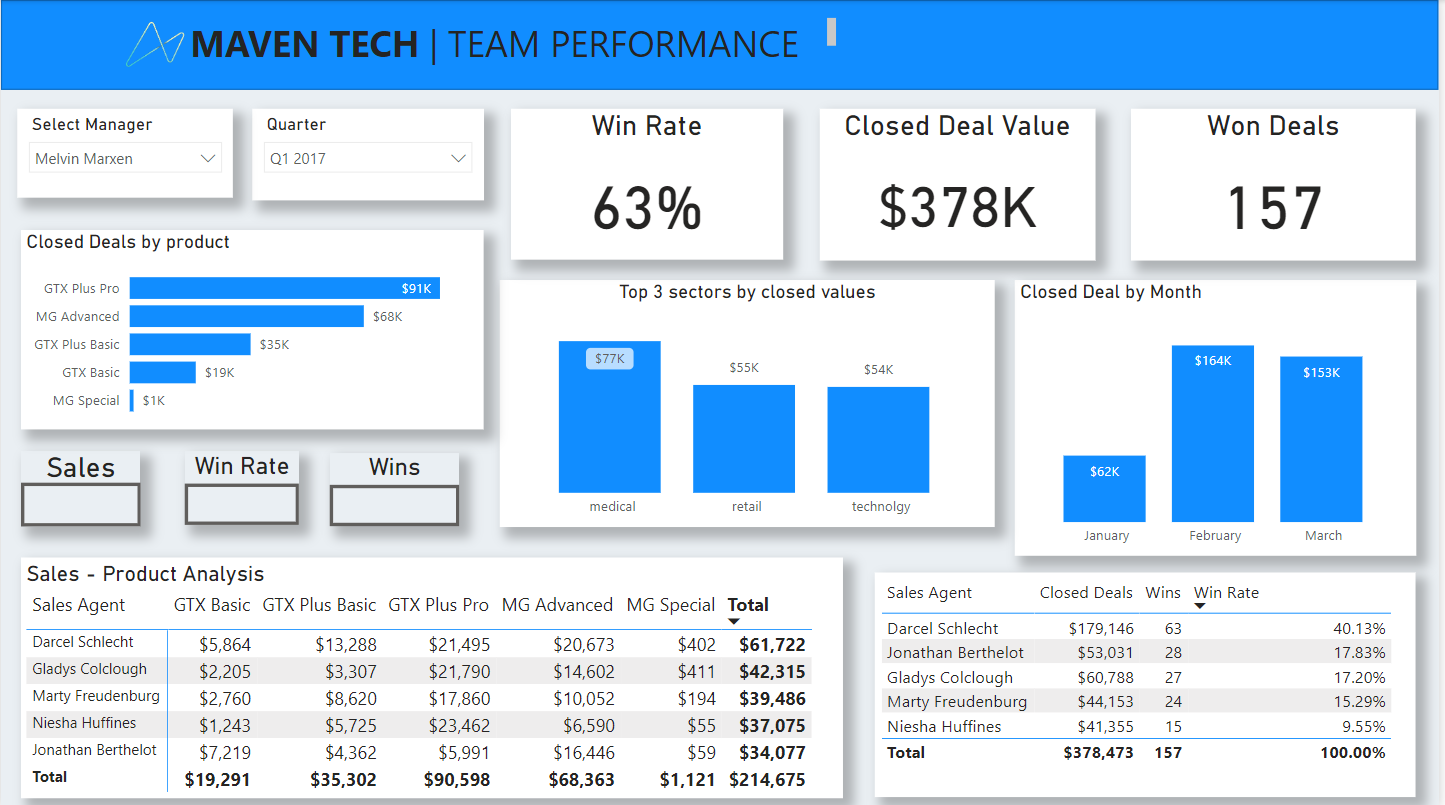 MAVEN TECH | TEAM PERFORMANCE
Select Manager
Melvin Marxen
Quarter
Q1 2017
Win Rate
63%
Closed Deal Value
$378K
Won Deals
157
Closed Deals by product
GTX Plus Pro $91K
MG Advanced $68K
GTX Plus Basic $35K
GTX Basic $19K
MG Special $1K
Top 3 sectors by closed values
$77K $55K $54K
medical retail technolgy
Closed Deal by Month
$62K $164K $153K
January February March
Sales
Win Rate
Wins
Sales - Product Analysis
Sales Agent GTX Basic GTX Plus Basic GTX Plus Pro MG Advanced MG Special Total
Darcel Schlecht $5,864 $13,288 $21,495 $20,673 $402 $61,722
Gladys Colclough $2,205 $3,307 $21,790 $14,602 $411 $42,315
Marty Freudenburg $2,760 $8,620 $17,860 $10,052 $194 $39,486
Niesha Huffines $1,243 $5,725 $23,462 $6,590 $55 $37,075
Jonathan Berthelot $7,219 $4,362 $5,991 $16,446 $59 $34,077
Total $19,291 $35,302 $90,598 $68,363 $1,121 $214,675
Sales Agent Closed Deals Wins Win Rate
Darcel Schlecht $179,146 63 40.13%
Jonathan Berthelot $53,031 28 17.83%
Gladys Colclough $60,788 27 17.20%
Marty Freudenburg $44,153 24 15.29%
Niesha Huffines $41,355 15 9.55%
Total $378,473 157 100.00%